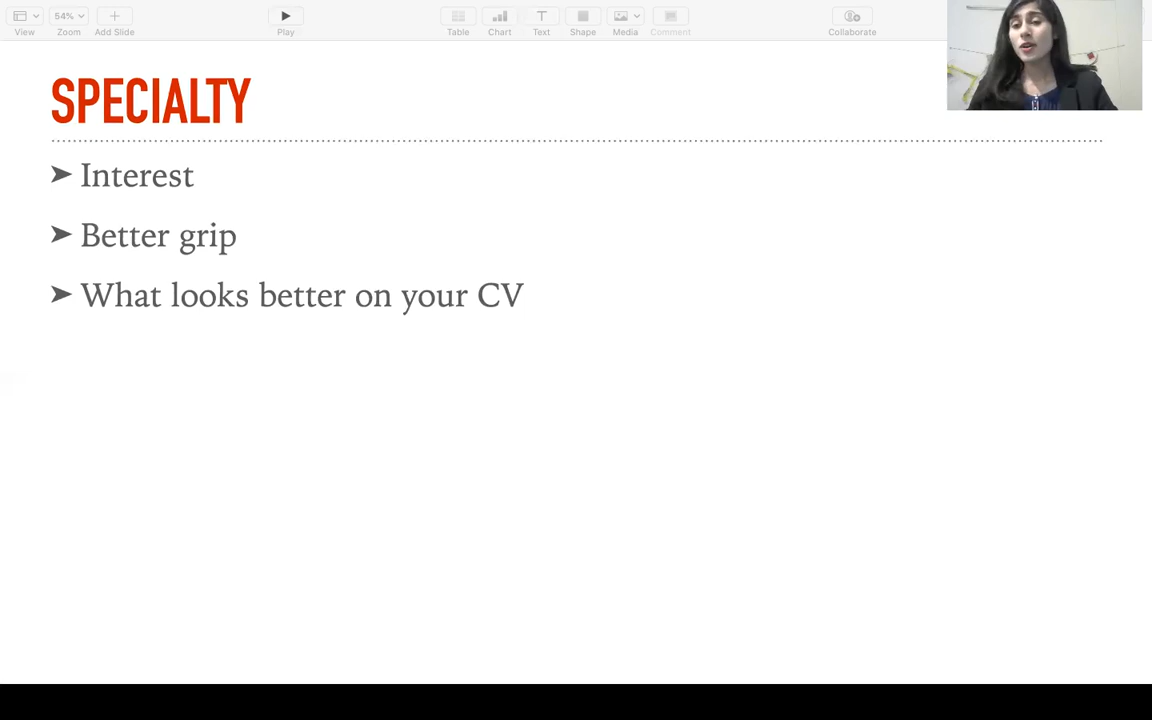 View
54%
Zoom
Add Slide
Play
Table
Chart
Text
Shape
Media
Comment
Collaborate
SPECIALTY
➤ Interest
➤ Better grip
➤ What looks better on your CV